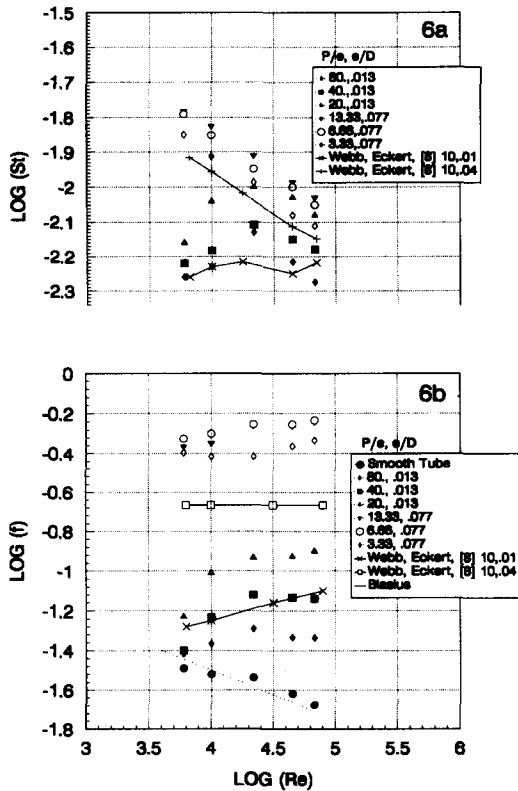 6a
-1.5
-1.6
-1.7
-1.8
-1.9
-2
-2.1
-2.2
-2.3
LOG (St)
P/e, e/D
80.,.013
40.,.013
20.,.013
13.33,.077
6.66,.077
3.33,.077
Webb, Eckert, [8] 10,.01
Webb, Eckert, [8] 10,.04
6b
0
-0.2
-0.4
-0.6
-0.8
-1
-1.2
-1.4
-1.6
-1.8
LOG (f)
P/e, e/D
Smooth Tube
80., .013
40., .013
20., .013
13.33, .077
6.66, .077
3.33, .077
Webb, Eckert, [8] 10,.01
Webb, Eckert, [8] 10,.04
Blasius
3
3.5
4
4.5
5
5.5
6
LOG (Re)